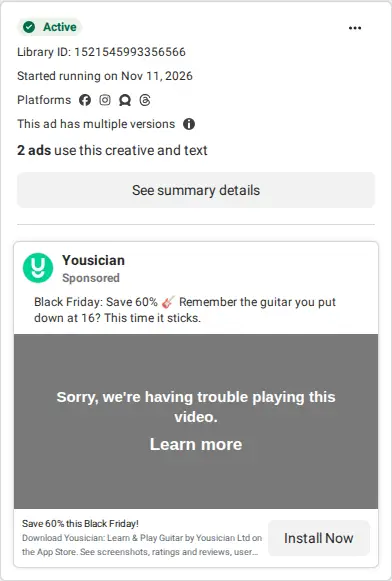 Active
Library ID: 1521545993356566
Started running on Nov 11, 2026
Platforms
This ad has multiple versions
2 ads use this creative and text
See summary details
Yousician
Sponsored
Black Friday: Save 60% 🎸 Remember the guitar you put
down at 16? This time it sticks.
Sorry, we're having trouble playing this
video.
Learn more
Save 60% this Black Friday!
Download Yousician: Learn & Play Guitar by Yousician Ltd on
the App Store. See screenshots, ratings and reviews, user...
Install Now